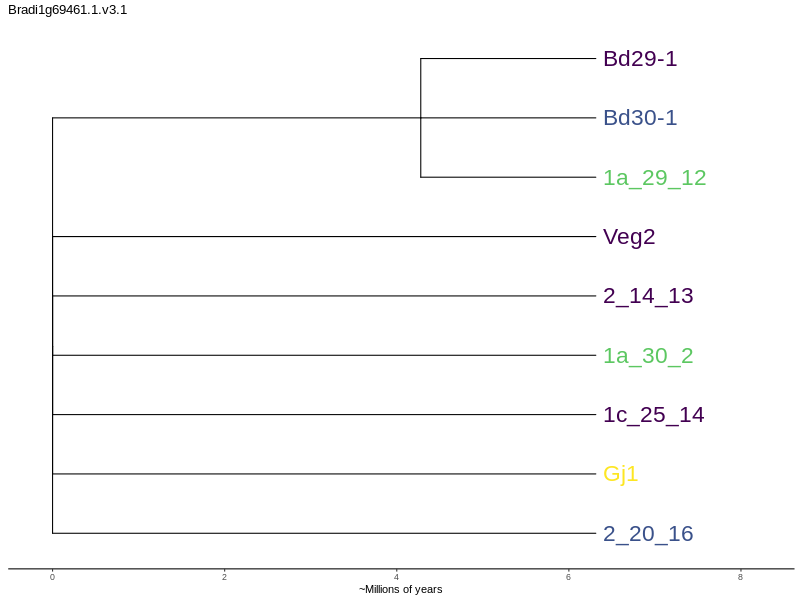 Bradi1g69461.1.v3.1
Bd29-1
Bd30-1
1a_29_12
Veg2
2_14_13
1a_30_2
1c_25_14
Gj1
2_20_16
0 2 4 6 8
~Millions of years